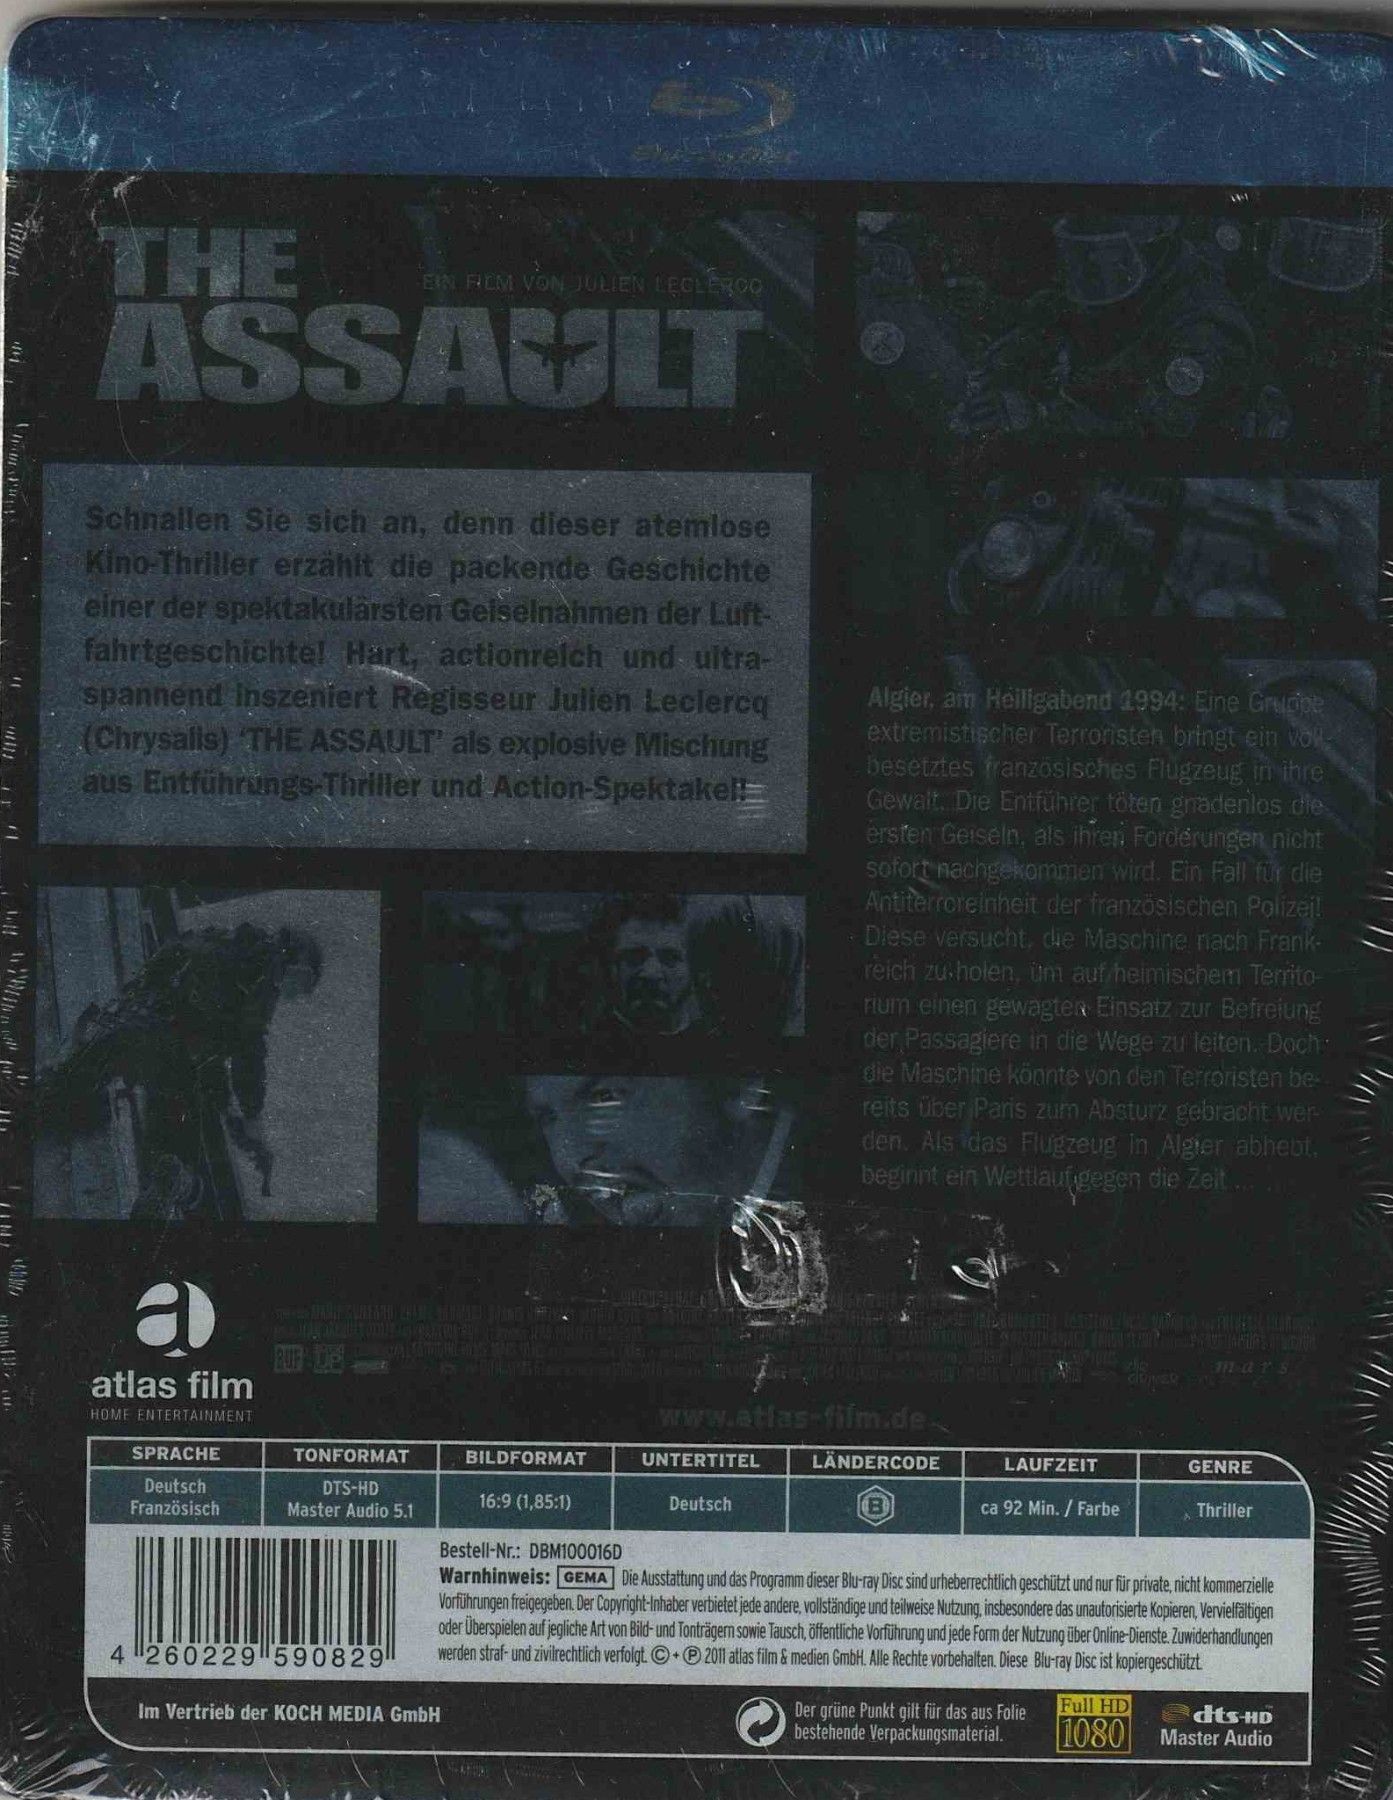 Blu-ray Disc
THE
EIN FILM VON JULIEN LECLERCQ
ASSAULT
Schnallen Sie sich an, denn dieser atemlose
Kino-Thriller erzählt die packende Geschichte
einer der spektakulärsten Geiselnahmen der Luft-
fahrtgeschichte! Hart, actionreich und ultra-
spannend inszeniert Regisseur Julien Leclercq
(Chrysalis) 'THE ASSAULT' als explosive Mischung
aus Entführungs-Thriller und Action-Spektakel!
Algier, am Heiligabend 1994: Eine Gruppe
extremistischer Terroristen bringt ein voll-
besetztes französisches Flugzeug in ihre
Gewalt. Die Entführer töten gnadenlos die
ersten Geiseln, als ihren Forderungen nicht
sofort nachgekommen wird. Ein Fall für die
Antiterroreinheit der französischen Polizei!
Diese versucht, die Maschine nach Frank-
reich zu holen, um auf heimischem Territo-
rium einen gewagten Einsatz zur Befreiung
der Passagiere in die Wege zu leiten. Doch
die Maschine könnte von den Terroristen be-
reits über Paris zum Absturz gebracht wer-
den. Als das Flugzeug in Algier abhebt,
beginnt ein Wettlauf gegen die Zeit ...
a
atlas film
HOME ENTERTAINMENT
mars
www.atlas-film.de
SPRACHE TONFORMAT BILDFORMAT UNTERTITEL LÄNDERCODE LAUFZEIT GENRE
Deutsch
Französisch
DTS-HD
Master Audio 5.1
16:9 (1,85:1)
Deutsch
B
ca 92 Min. / Farbe
Thriller
Bestell-Nr.: DBM100016D
Warnhinweis: GEMA Die Ausstattung und das Programm dieser Blu-ray Disc sind urheberrechtlich geschützt und nur für private, nicht kommerzielle
Vorführungen freigegeben. Der Copyright-Inhaber verbietet jede andere, vollständige und teilweise Nutzung, insbesondere das unautorisierte Kopieren, Vervielfältigen
oder Überspielen auf jegliche Art von Bild- und Tonträgern sowie Tausch, öffentliche Vorführung und jede Form der Nutzung über Online-Dienste. Zuwiderhandlungen
werden straf- und zivilrechtlich verfolgt. © + ℗ 2011 atlas film & medien GmbH. Alle Rechte vorbehalten. Diese Blu-ray Disc ist kopiergeschützt.
4 260229 590829
Im Vertrieb der KOCH MEDIA GmbH
Der grüne Punkt gilt für das aus Folie
bestehende Verpackungsmaterial.
Full HD
1080
dts-HD
Master Audio